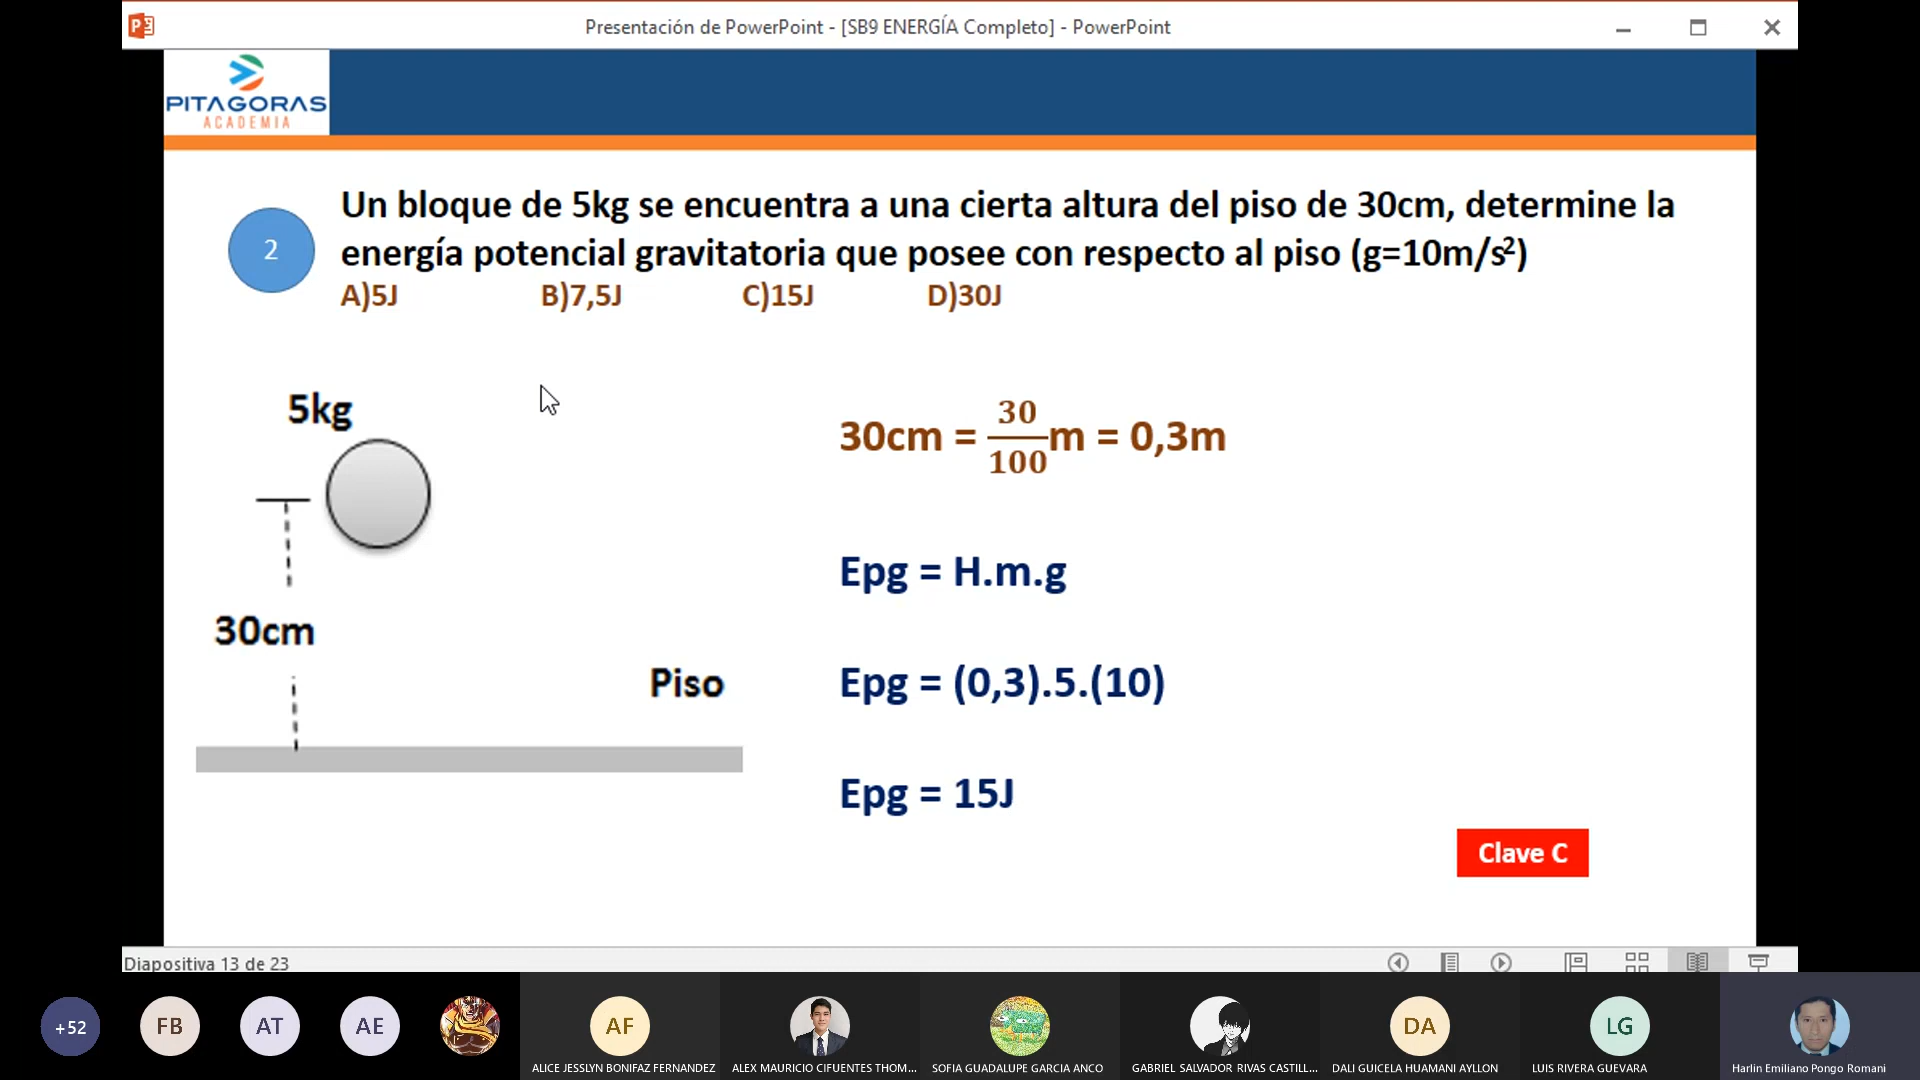 Presentación de PowerPoint - [SB9 ENERGÍA Completo] - PowerPoint
PITAGORAS
ACADEMIA
2
Un bloque de 5kg se encuentra a una cierta altura del piso de 30cm, determine la
energía potencial gravitatoria que posee con respecto al piso (g=10m/s²)
A)5J B)7,5J C)15J D)30J
5kg
30cm
Piso
30cm = 30/100 m = 0,3m
Epg = H.m.g
Epg = (0,3).5.(10)
Epg = 15J
Clave C
Diapositiva 13 de 23
+52 FB AT AE AF DA LG
ALICE JESSLYN BONIFAZ FERNANDEZ ALEX MAURICIO CIFUENTES THOM... SOFIA GUADALUPE GARCIA ANCO GABRIEL SALVADOR RIVAS CASTILL... DALI GUICELA HUAMANI AYLLON LUIS RIVERA GUEVARA Harlin Emiliano Pongo Romani